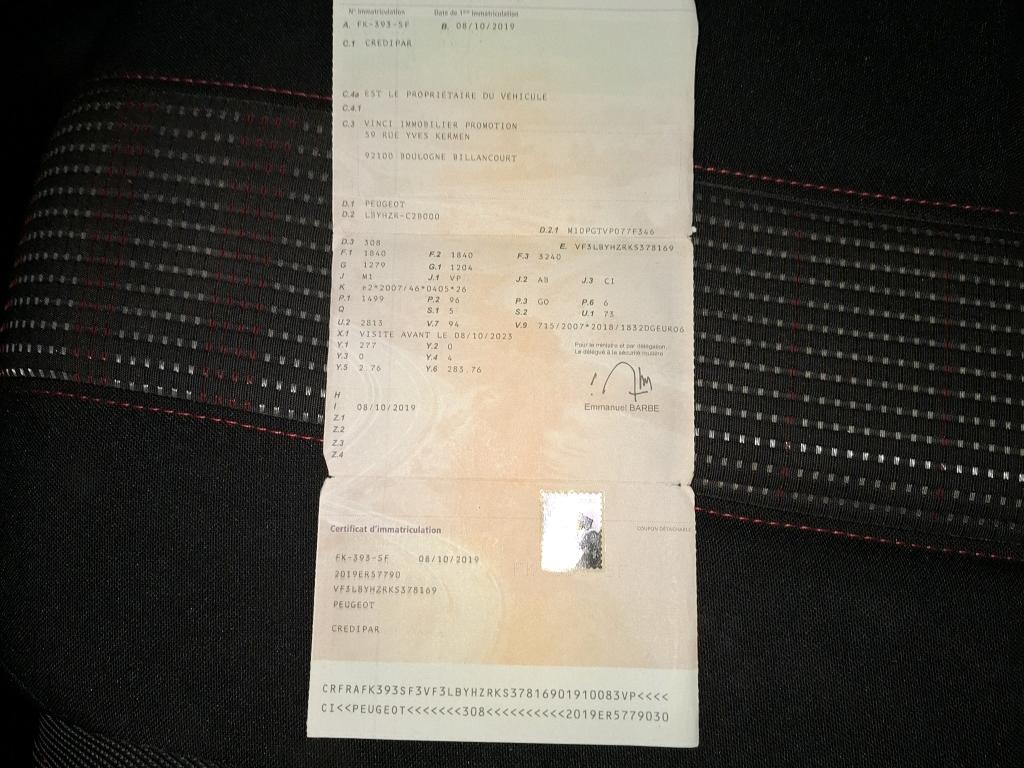 N° Immatriculation Date de 1ère Immatriculation
A. FK-393-SF B. 08/10/2019
C.1 CREDIPAR
C.4a EST LE PROPRIÉTAIRE DU VÉHICULE
C.4.1
C.3 VINCI IMMOBILIER PROMOTION
59 RUE YVES KERMEN
92100 BOULOGNE BILLANCOURT
D.1 PEUGEOT
D.2 LBYHZR-C2B000
D.2.1 M10PGTVP077F346
D.3 308 E. VF3LBYHZRKS378169
F.1 1840 F.2 1840 F.3 3240
G 1279 G.1 1204
J M1 J.1 VP J.2 AB J.3 CI
K e2*2007/46*0405*26
P.1 1499 P.2 96 P.3 GO P.6 6
Q S.1 5 S.2 U.1 73
U.2 2813 V.7 94 V.9 715/2007*2018/1832DGEURO6
X.1 VISITE AVANT LE 08/10/2023
Y.1 277 Y.2 0
Y.3 0 Y.4 4
Y.5 2.76 Y.6 283.76
Pour le ministre et par délégation,
Le délégué à la sécurité routière
Emmanuel BARBE
H
I 08/10/2019
Z.1
Z.2
Z.3
Z.4
Certificat d'immatriculation COUPON DÉTACHABLE
FK-393-SF 08/10/2019
2019ER57790
VF3LBYHZRKS378169
PEUGEOT
CREDIPAR
CRFRAFK393SF3VF3LBYHZRKS37816901910083VP<<<<
CI<<PEUGEOT<<<<<<<308<<<<<<<<<<2019ER5779030